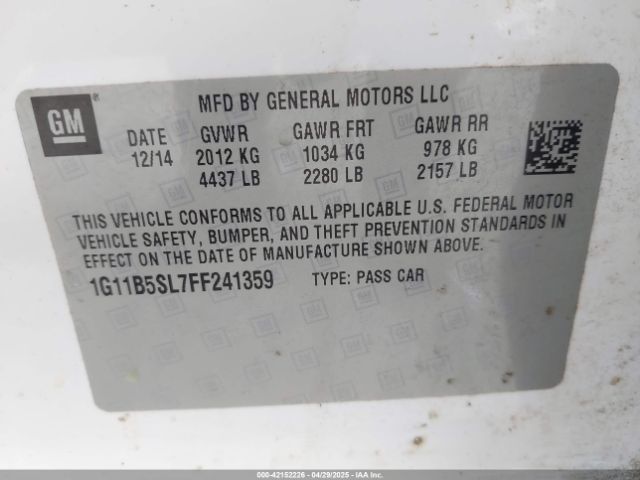 GM
MFD BY GENERAL MOTORS LLC
DATE GVWR GAWR FRT GAWR RR
12/14 2012 KG 1034 KG 978 KG
4437 LB 2280 LB 2157 LB
THIS VEHICLE CONFORMS TO ALL APPLICABLE U.S. FEDERAL MOTOR
VEHICLE SAFETY, BUMPER, AND THEFT PREVENTION STANDARDS IN
EFFECT ON THE DATE OF MANUFACTURE SHOWN ABOVE.
1G11B5SL7FF241359 TYPE: PASS CAR
000-42152226 - 04/29/2025 - IAA Inc. Copyright